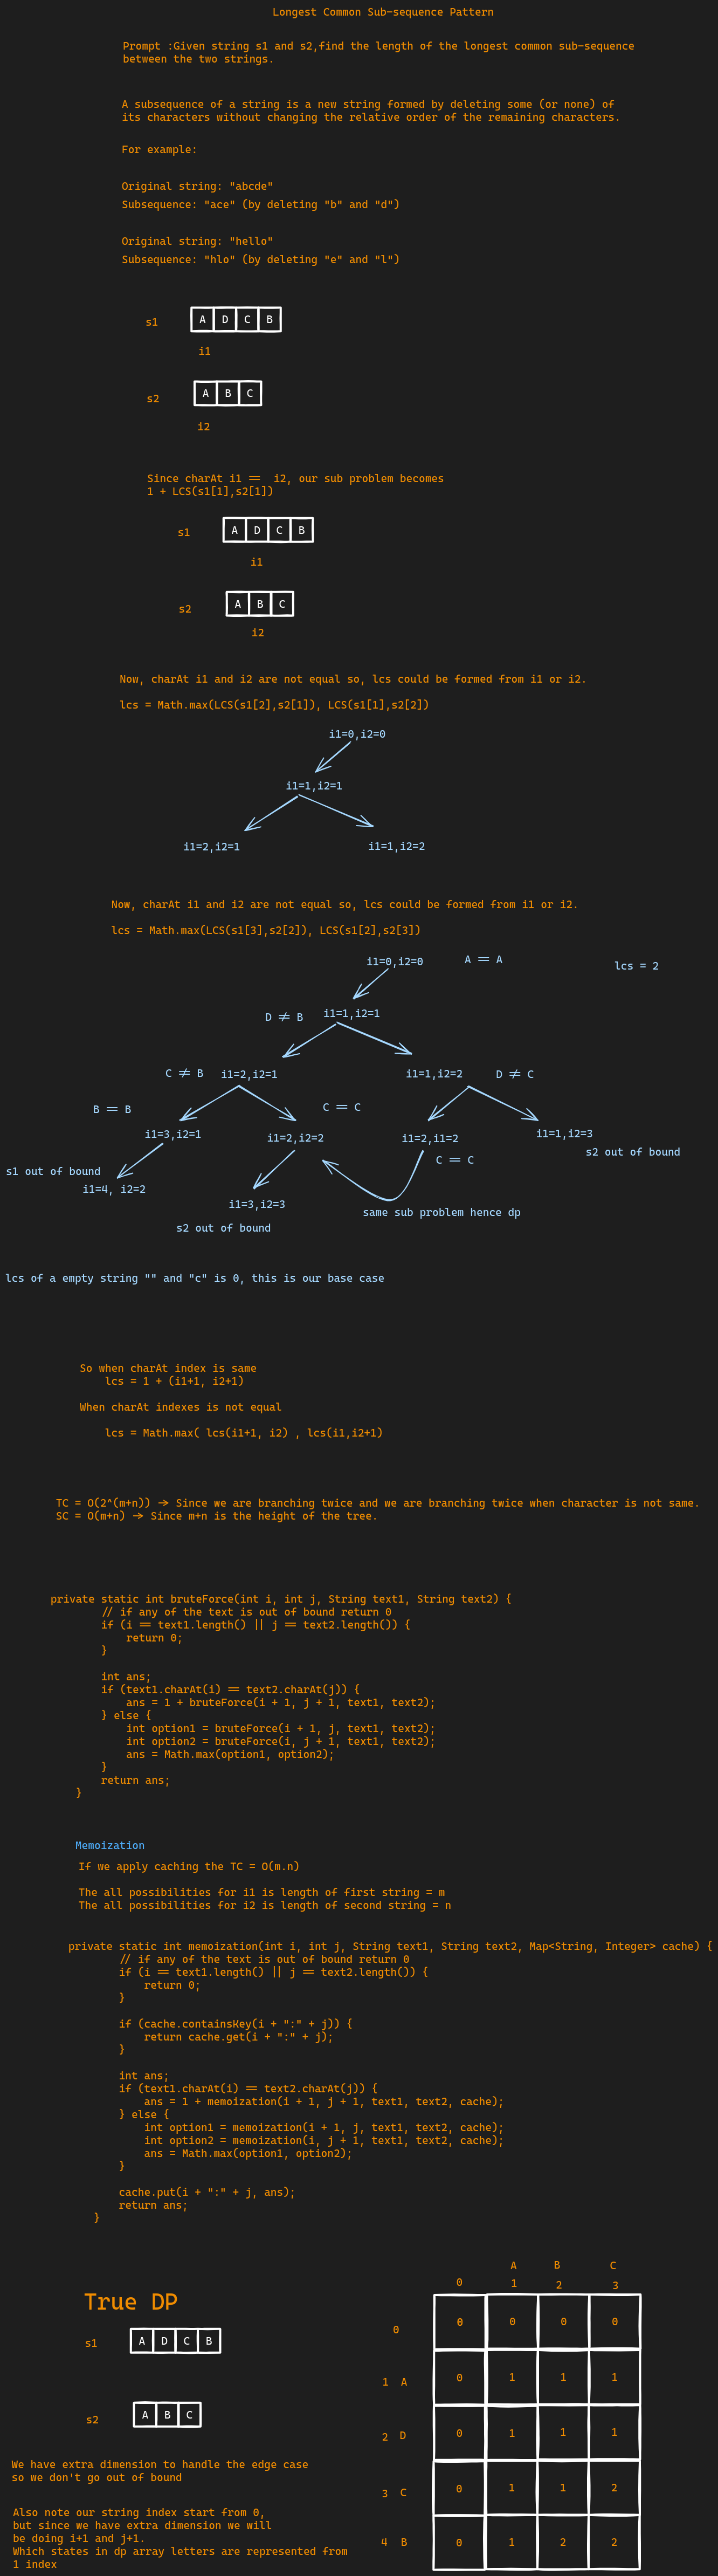 Longest Common Sub-sequence Pattern
Prompt :Given string s1 and s2,find the length of the longest common sub-sequence
between the two strings.
A subsequence of a string is a new string formed by deleting some (or none) of
its characters without changing the relative order of the remaining characters.
For example:
Original string: "abcde"
Subsequence: "ace" (by deleting "b" and "d")
Original string: "hello"
Subsequence: "hlo" (by deleting "e" and "l")
s1 A D C B
i1
s2 A B C
i2
Since charAt i1 == i2, our sub problem becomes
1 + LCS(s1[1],s2[1])
s1 A D C B
i1
s2 A B C
i2
Now, charAt i1 and i2 are not equal so, lcs could be formed from i1 or i2.
lcs = Math.max(LCS(s1[2],s2[1]), LCS(s1[1],s2[2])
i1=0,i2=0
i1=1,i2=1
i1=2,i2=1 i1=1,i2=2
Now, charAt i1 and i2 are not equal so, lcs could be formed from i1 or i2.
lcs = Math.max(LCS(s1[3],s2[2]), LCS(s1[2],s2[3])
i1=0,i2=0 A == A lcs = 2
D != B i1=1,i2=1
C != B i1=2,i2=1 i1=1,i2=2 D != C
B == B C == C
i1=3,i2=1 i1=2,i2=2 i1=2,i1=2 i1=1,i2=3
s1 out of bound C == C s2 out of bound
i1=4, i2=2 i1=3,i2=3 same sub problem hence dp
s2 out of bound
lcs of a empty string "" and "c" is 0, this is our base case
So when charAt index is same
lcs = 1 + (i1+1, i2+1)
When charAt indexes is not equal
lcs = Math.max( lcs(i1+1, i2) , lcs(i1,i2+1)
TC = O(2^(m+n)) -> Since we are branching twice and we are branching twice when character is not same.
SC = O(m+n) -> Since m+n is the height of the tree.
private static int bruteForce(int i, int j, String text1, String text2) {
// if any of the text is out of bound return 0
if (i == text1.length() || j == text2.length()) {
return 0;
}
int ans;
if (text1.charAt(i) == text2.charAt(j)) {
ans = 1 + bruteForce(i + 1, j + 1, text1, text2);
} else {
int option1 = bruteForce(i + 1, j, text1, text2);
int option2 = bruteForce(i, j + 1, text1, text2);
ans = Math.max(option1, option2);
}
return ans;
}
Memoization
If we apply caching the TC = O(m.n)
The all possibilities for i1 is length of first string = m
The all possibilities for i2 is length of second string = n
private static int memoization(int i, int j, String text1, String text2, Map<String, Integer> cache) {
// if any of the text is out of bound return 0
if (i == text1.length() || j == text2.length()) {
return 0;
}
if (cache.containsKey(i + ":" + j)) {
return cache.get(i + ":" + j);
}
int ans;
if (text1.charAt(i) == text2.charAt(j)) {
ans = 1 + memoization(i + 1, j + 1, text1, text2, cache);
} else {
int option1 = memoization(i + 1, j, text1, text2, cache);
int option2 = memoization(i, j + 1, text1, text2, cache);
ans = Math.max(option1, option2);
}
cache.put(i + ":" + j, ans);
return ans;
}
True DP
s1 A D C B
s2 A B C
We have extra dimension to handle the edge case
so we don't go out of bound
Also note our string index start from 0,
but since we have extra dimension we will
be doing i+1 and j+1.
Which states in dp array letters are represented from
1 index
A B C
0 1 2 3
0 0 0 0 0
1 A 0 1 1 1
2 D 0 1 1 1
3 C 0 1 1 2
4 B 0 1 2 2